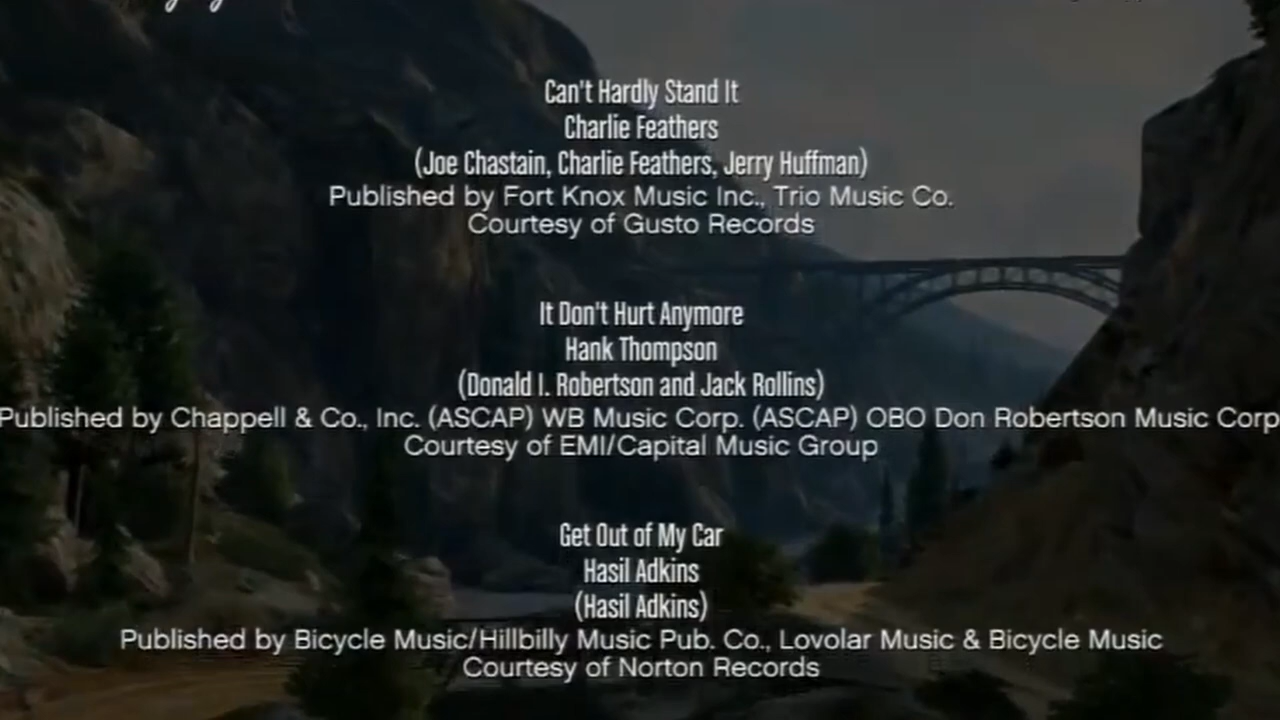 Can't Hardly Stand It
Charlie Feathers
(Joe Chastain, Charlie Feathers, Jerry Huffman)
Published by Fort Knox Music Inc., Trio Music Co.
Courtesy of Gusto Records
It Don't Hurt Anymore
Hank Thompson
(Donald I. Robertson and Jack Rollins)
Published by Chappell & Co., Inc. (ASCAP) WB Music Corp. (ASCAP) OBO Don Robertson Music Corp
Courtesy of EMI/Capital Music Group
Get Out of My Car
Hasil Adkins
(Hasil Adkins)
Published by Bicycle Music/Hillbilly Music Pub. Co., Lovolar Music & Bicycle Music
Courtesy of Norton Records